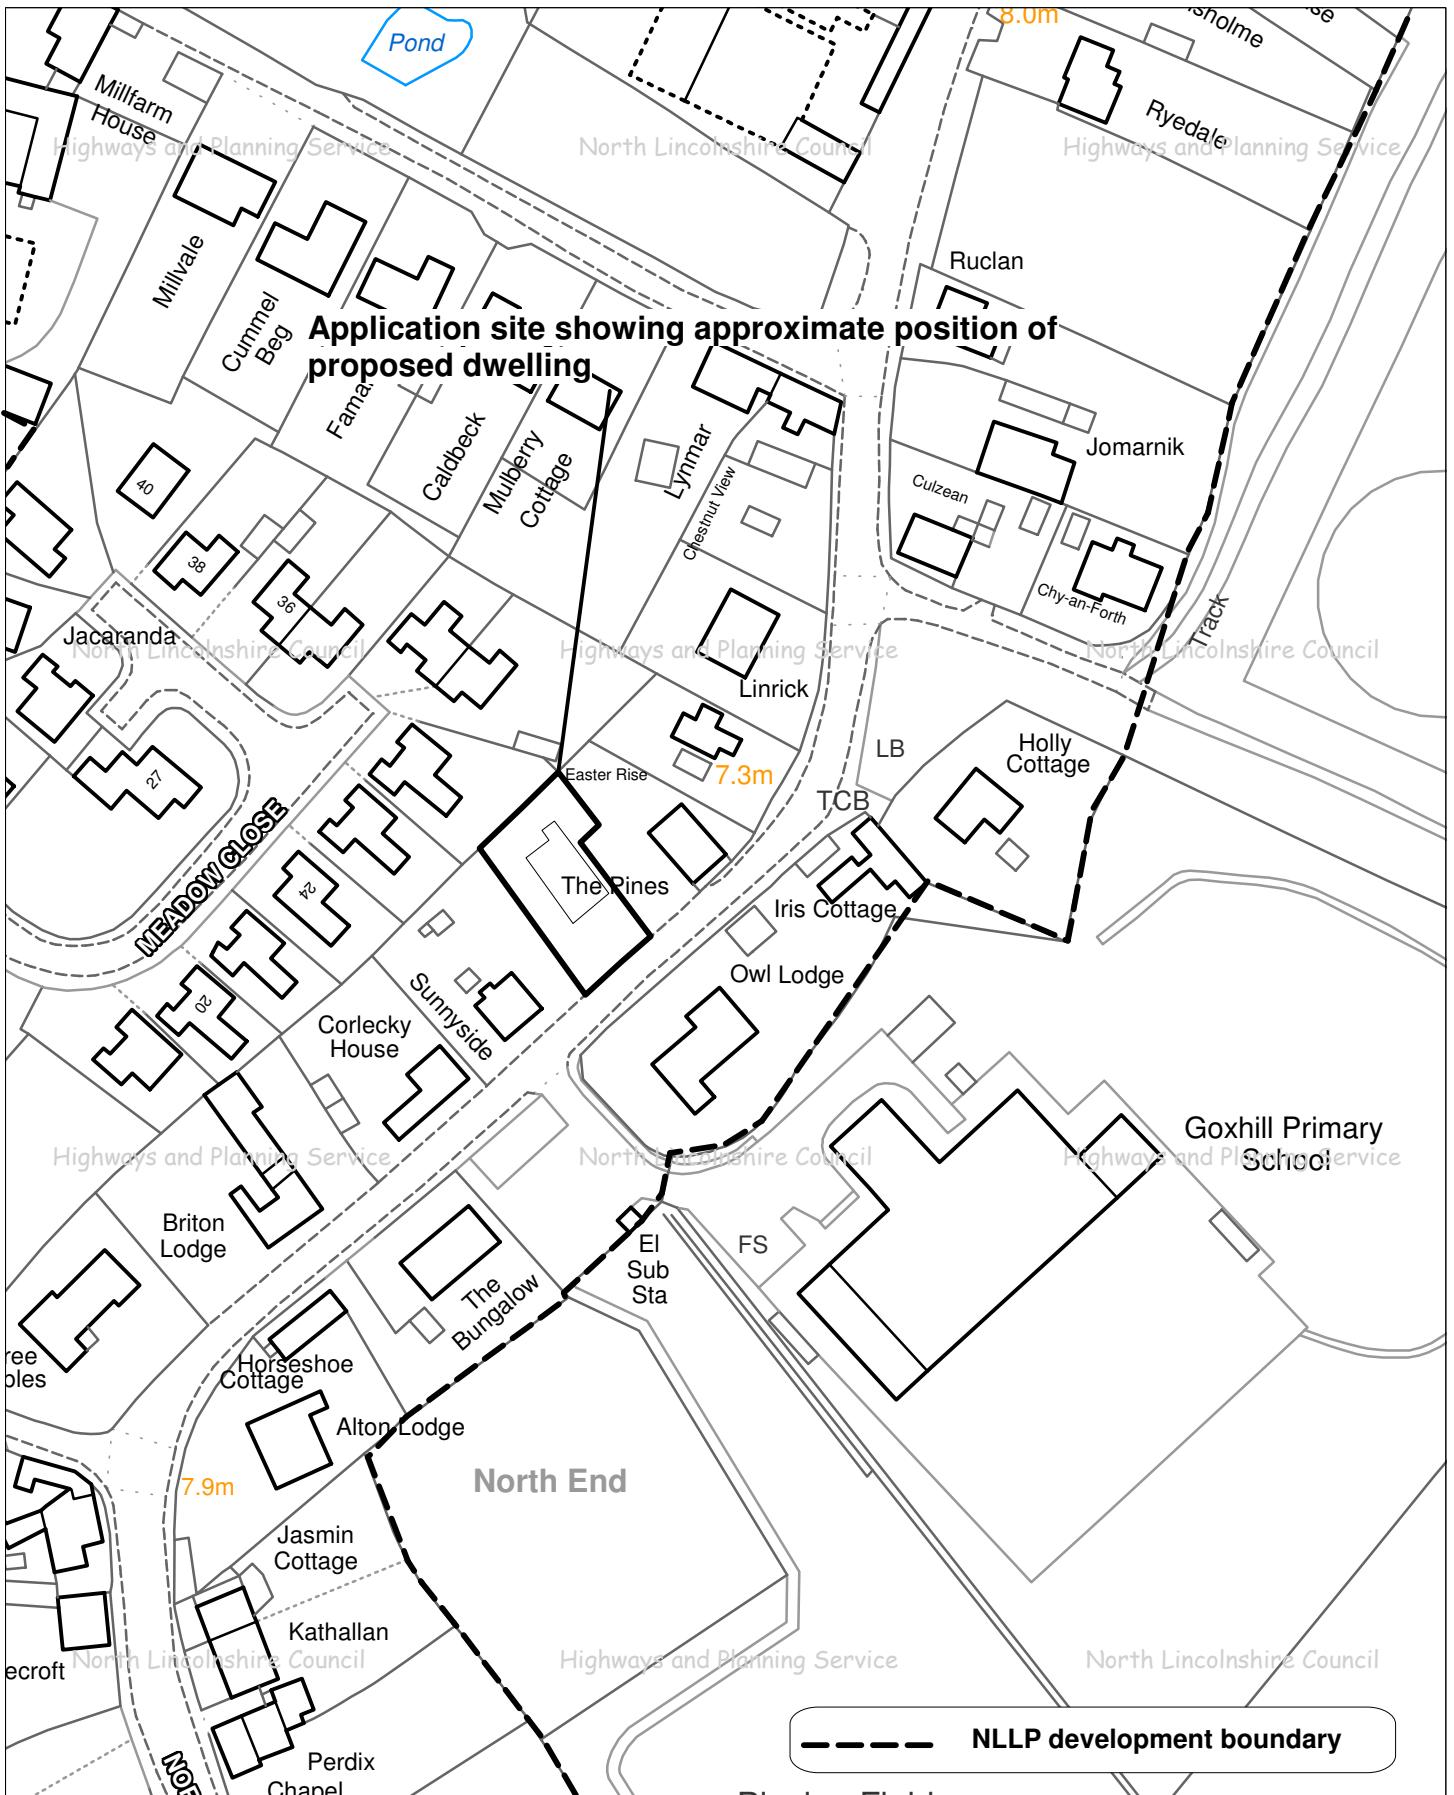 8.0m
Pond
Millfarm
House
Ryedale
Highways and Planning Service
North Lincolnshire Council
Highways and Planning Service
Millvale
Cummel
Beg
Ruclan
Application site showing approximate position of
proposed dwelling
Caldbeck
Mulberry
Cottage
Lynmar
Chestnut View
Jomarnik
Culzean
40
38
36
Chy-an-Forth
Track
Jacaranda
North Lincolnshire Council
Highways and Planning Service
North Lincolnshire Council
Linrick
LB
Holly
Cottage
27
Easter Rise
7.3m
TCB
MEADOW CLOSE
24
The Pines
Iris Cottage
Owl Lodge
20
Sunnyside
Corlecky
House
Goxhill Primary
School
Highways and Planning Service
North Lincolnshire Council
Highways and Planning Service
Briton
Lodge
El
Sub
Sta
FS
The
Bungalow
Horseshoe
Cottage
Alton Lodge
North End
7.9m
Jasmin
Cottage
Kathallan
North Lincolnshire Council
Highways and Planning Service
North Lincolnshire Council
NLLP development boundary
Perdix
Chapel